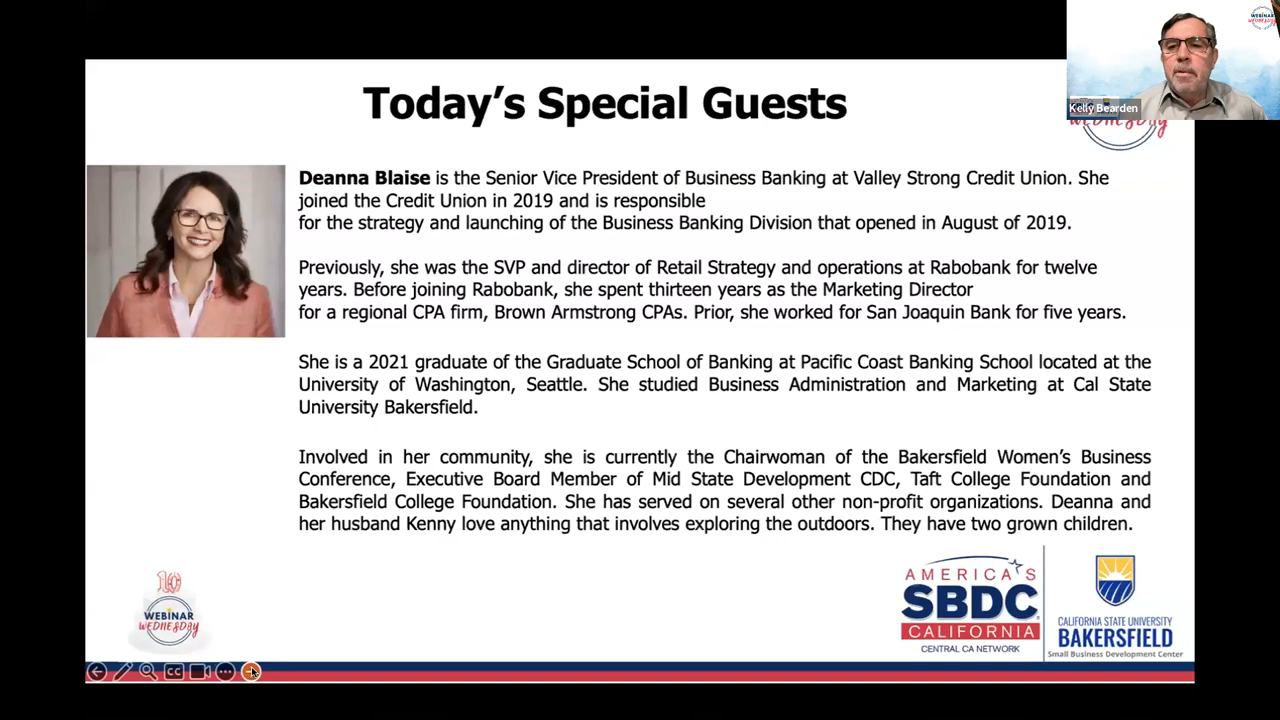 WEBINAR
WEDNESDAY
Kelly Bearden
Today's Special Guests
WEDNESDAY
Deanna Blaise is the Senior Vice President of Business Banking at Valley Strong Credit Union. She
joined the Credit Union in 2019 and is responsible
for the strategy and launching of the Business Banking Division that opened in August of 2019.
Previously, she was the SVP and director of Retail Strategy and operations at Rabobank for twelve
years. Before joining Rabobank, she spent thirteen years as the Marketing Director
for a regional CPA firm, Brown Armstrong CPAs. Prior, she worked for San Joaquin Bank for five years.
She is a 2021 graduate of the Graduate School of Banking at Pacific Coast Banking School located at the
University of Washington, Seattle. She studied Business Administration and Marketing at Cal State
University Bakersfield.
Involved in her community, she is currently the Chairwoman of the Bakersfield Women's Business
Conference, Executive Board Member of Mid State Development CDC, Taft College Foundation and
Bakersfield College Foundation. She has served on several other non-profit organizations. Deanna and
her husband Kenny love anything that involves exploring the outdoors. They have two grown children.
10
WEBINAR
WEDNESDAY
AMERICA'S
SBDC
CALIFORNIA
CENTRAL CA NETWORK
CALIFORNIA STATE UNIVERSITY
BAKERSFIELD
Small Business Development Center
CC